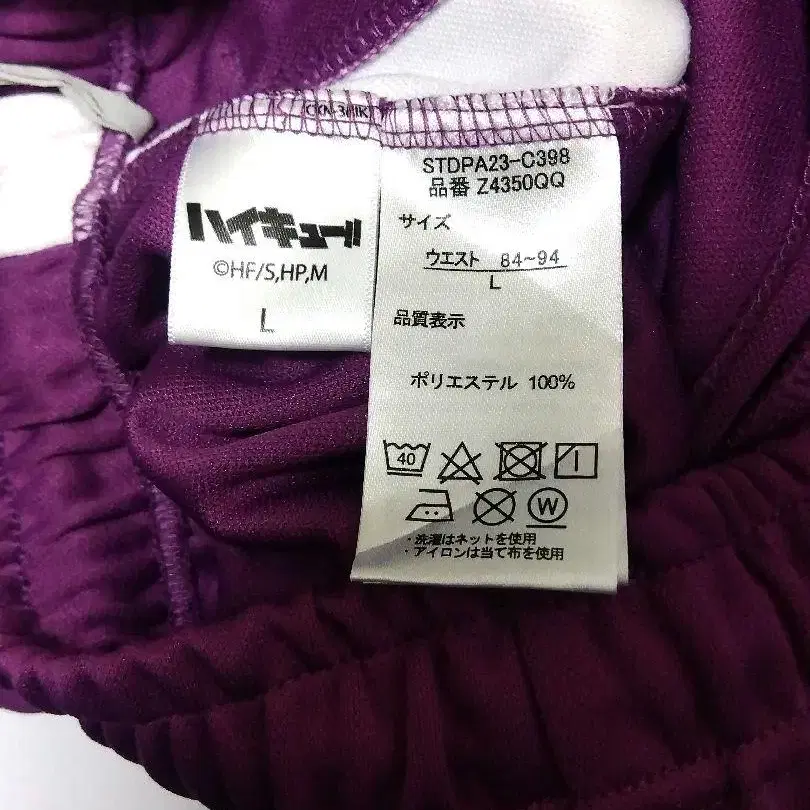 ハイキュー!!
©HF/S,HP,M
L
STDPA23-C398
品番 Z4350QQ
サイズ
ウエスト 84~94
L
品質表示
ポリエステル 100%
40
W
・洗濯はネットを使用
・アイロンは当て布を使用